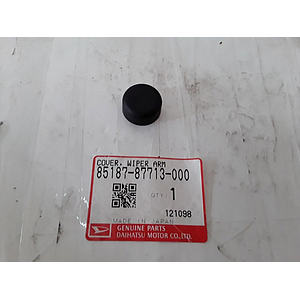 COVER, WIPER ARM
85187-87713-000
QTY. 1
121098
MADE IN JAPAN
GENUINE PARTS
DAIHATSU MOTOR CO.,LTD.